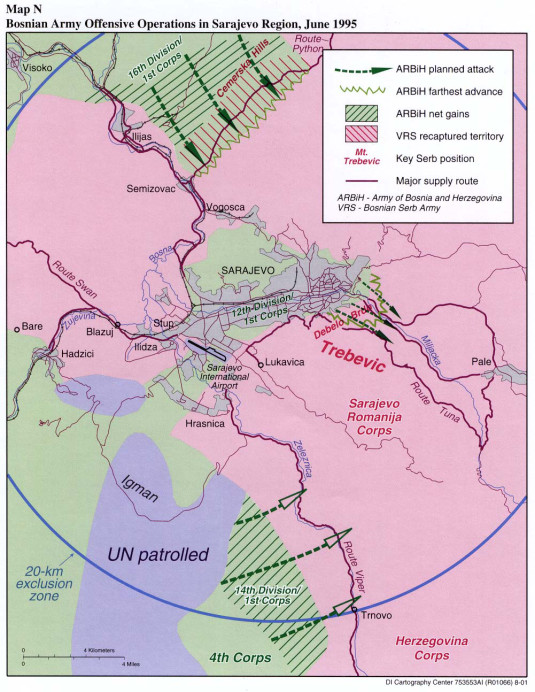 Map N
Bosnian Army Offensive Operations in Sarajevo Region, June 1995
Visoko
16th Division/
1st Corps
Cemerska Hills
Route
Python
ARBiH planned attack
ARBiH farthest advance
ARBiH net gains
VRS recaptured territory
Mt.
Trebevic
Key Serb position
Major supply route
ARBiH - Army of Bosnia and Herzegovina
VRS - Bosnian Serb Army
Ilijas
Semizovac
Vogosca
Bosna
SARAJEVO
Route Swan
12th Division/
1st Corps
Zujevina
Bare
Blazuj
Stup
Ilidza
Hadzici
Debelo Brdo
Miljacka
Trebevic
Pale
Sarajevo
International
Airport
Lukavica
Route Tuna
Sarajevo
Romanija
Corps
Hrasnica
Zeleznica
Igman
UN patrolled
20-km
exclusion
zone
Route Viper
14th Division/
1st Corps
Trnovo
4th Corps
Herzegovina
Corps
0 4 Kilometers
0 4 Miles
DI Cartography Center 753553AI (R01066) 8-01